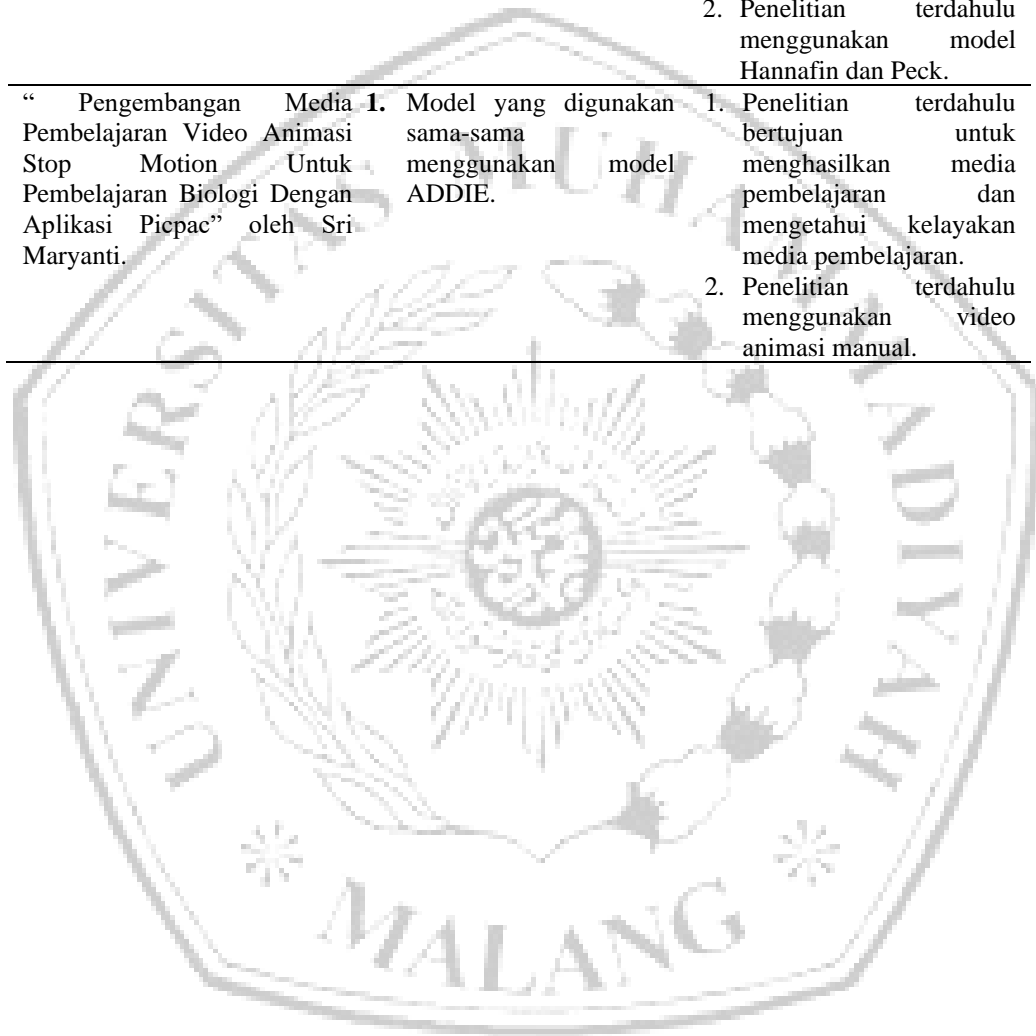 2. Penelitian terdahulu
menggunakan model
Hannafin dan Peck.
“ Pengembangan Media
Pembelajaran Video Animasi
Stop Motion Untuk
Pembelajaran Biologi Dengan
Aplikasi Picpac” oleh Sri
Maryanti.
1. Model yang digunakan
sama-sama
menggunakan model
ADDIE.
1. Penelitian terdahulu
bertujuan untuk
menghasilkan media
pembelajaran dan
mengetahui kelayakan
media pembelajaran.
2. Penelitian terdahulu
menggunakan video
animasi manual.
UNIVERSITAS MUHAMMADIYAH
MALANG